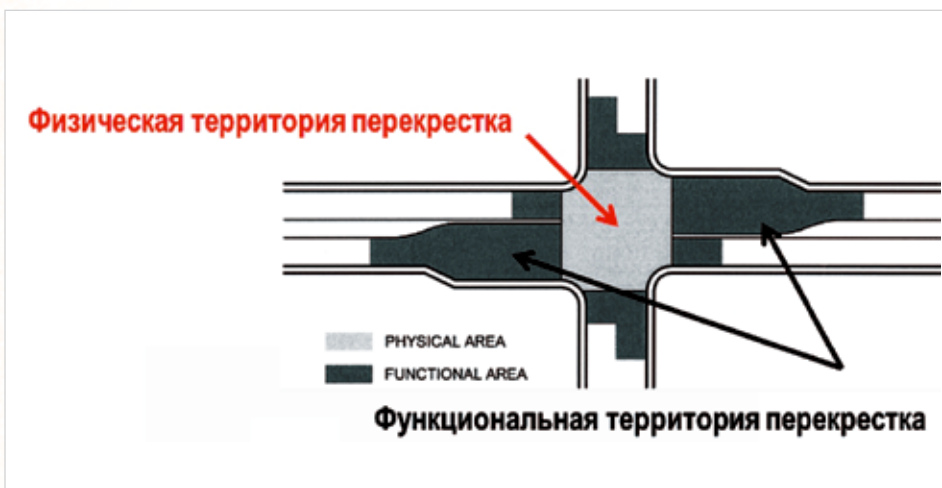 Физическая территория перекрестка
PHYSICAL AREA
FUNCTIONAL AREA
Функциональная территория перекрестка